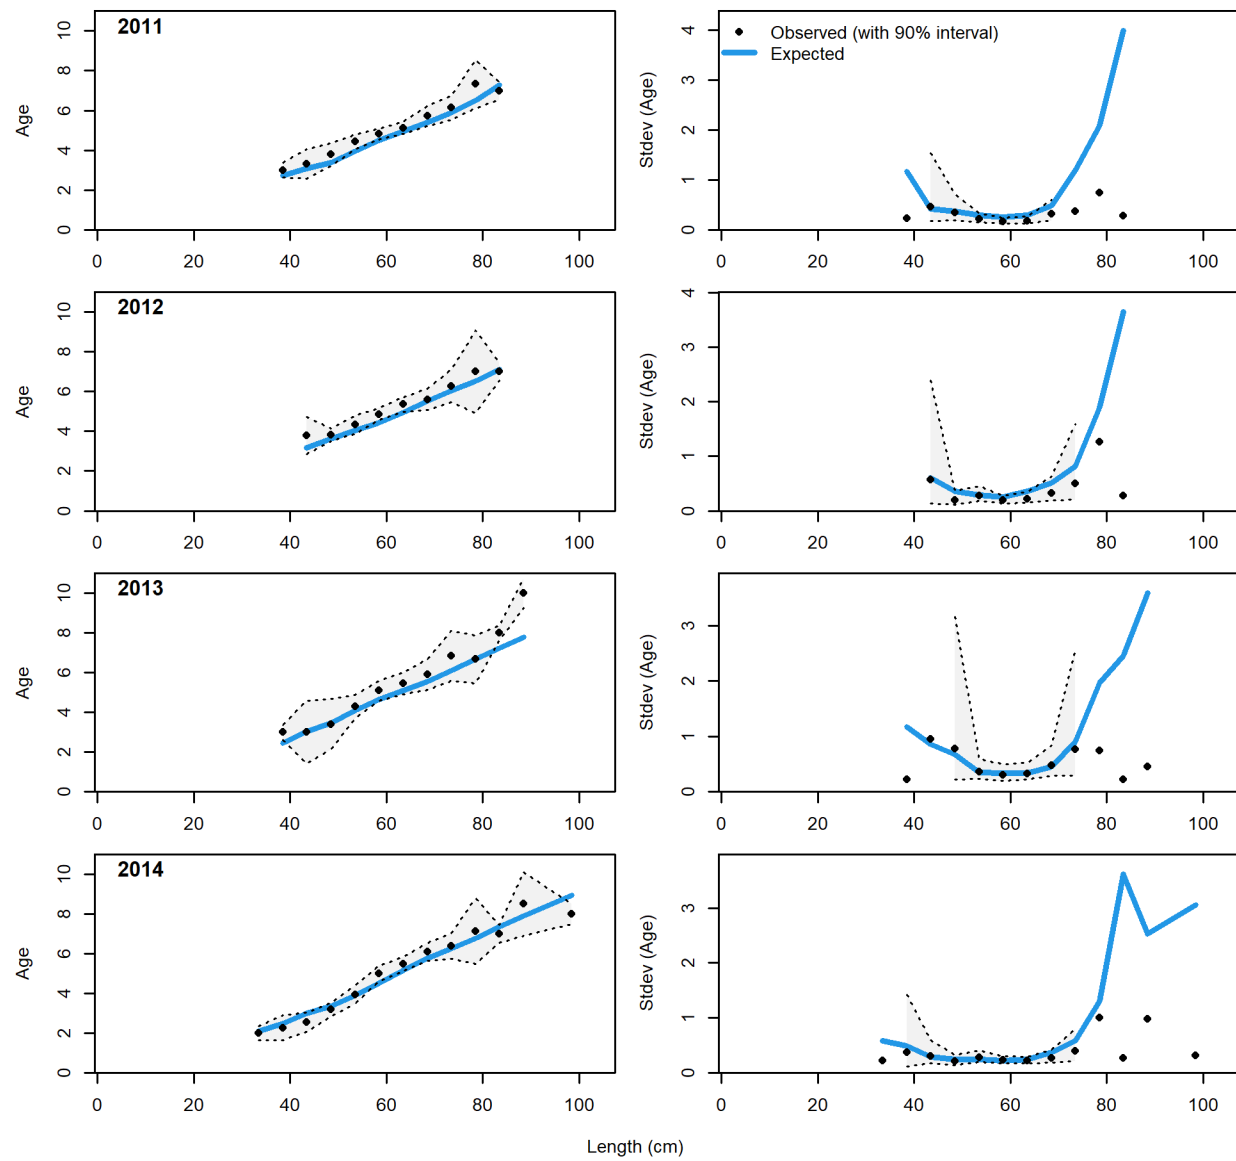 2011
Age
0 2 4 6 8 10
0 20 40 60 80 100
Observed (with 90% interval)
Expected
Stdev (Age)
0 1 2 3 4
0 20 40 60 80 100
2012
Age
0 2 4 6 8 10
0 20 40 60 80 100
Stdev (Age)
0 1 2 3 4
0 20 40 60 80 100
2013
Age
0 2 4 6 8 10
0 20 40 60 80 100
Stdev (Age)
0 1 2 3
0 20 40 60 80 100
2014
Age
0 2 4 6 8 10
0 20 40 60 80 100
Stdev (Age)
0 1 2 3
0 20 40 60 80 100
Length (cm)